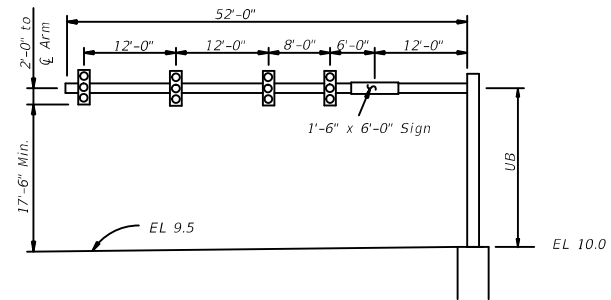 52'-0"
12'-0"
12'-0"
8'-0"
6'-0"
12'-0"
2'-0" to
℄ Arm
1'-6" x 6'-0" Sign
17'-6" Min.
UB
EL 9.5
EL 10.0